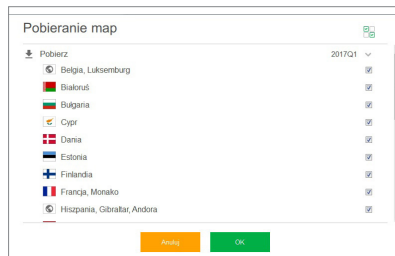 Pobieranie map
Pobierz 2017Q1
Belgia, Luksemburg
Białoruś
Bułgaria
Cypr
Dania
Estonia
Finlandia
Francja, Monako
Hiszpania, Gibraltar, Andora
Anuluj OK